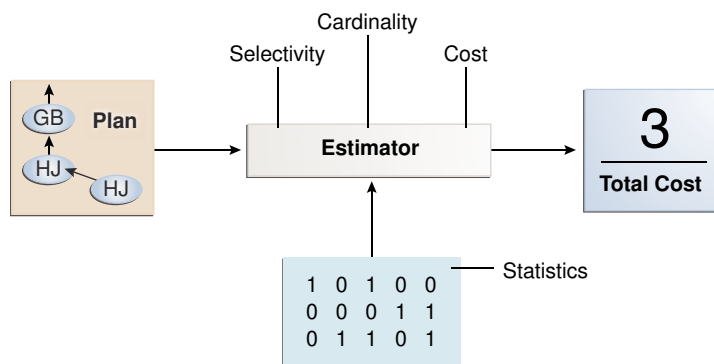 Cardinality
Selectivity
Cost
GB
Plan
HJ
HJ
Estimator
3
Total Cost
Statistics
1 0 1 0 0
0 0 0 1 1
0 1 1 0 1